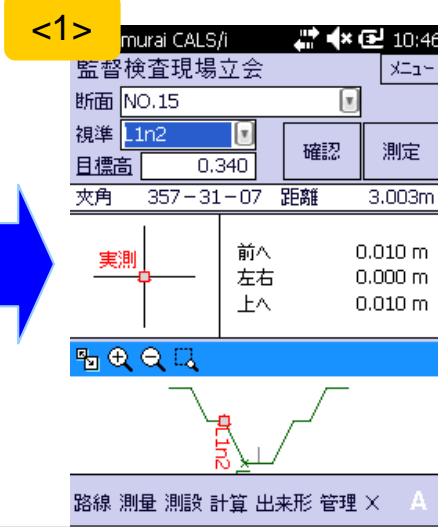 <1>
murai CALS/i 10:46
監督検査現場立会 メニュー
断面 NO.15
視準 L1n2
確認 測定
目標高 0.340
夾角 357-31-07 距離 3.003m
実測
前へ 0.010 m
左右 0.000 m
上へ 0.010 m
L1n2
路線 測量 測設 計算 出来形 管理 × A